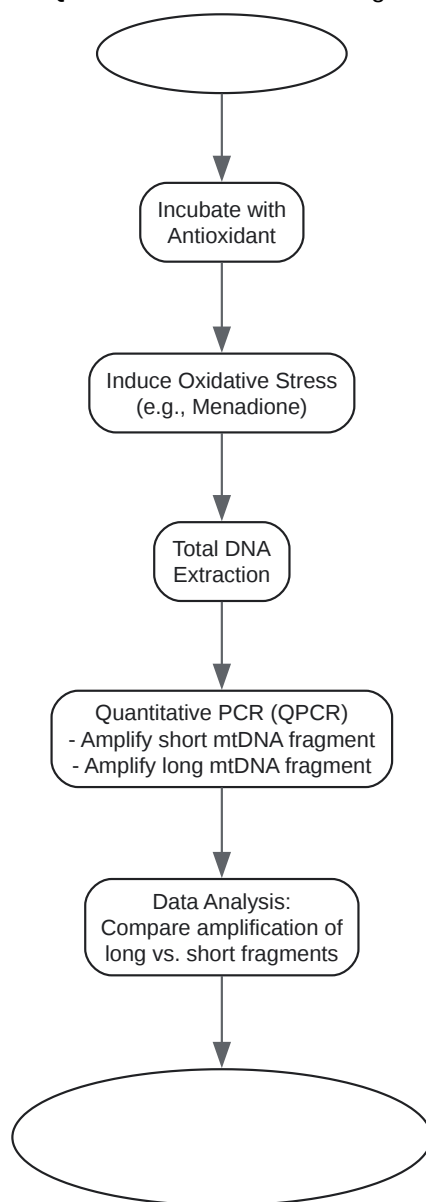 Incubate with
Antioxidant
Induce Oxidative Stress
(e.g., Menadione)
Total DNA
Extraction
Quantitative PCR (QPCR)
- Amplify short mtDNA fragment
- Amplify long mtDNA fragment
Data Analysis:
Compare amplification of
long vs. short fragments